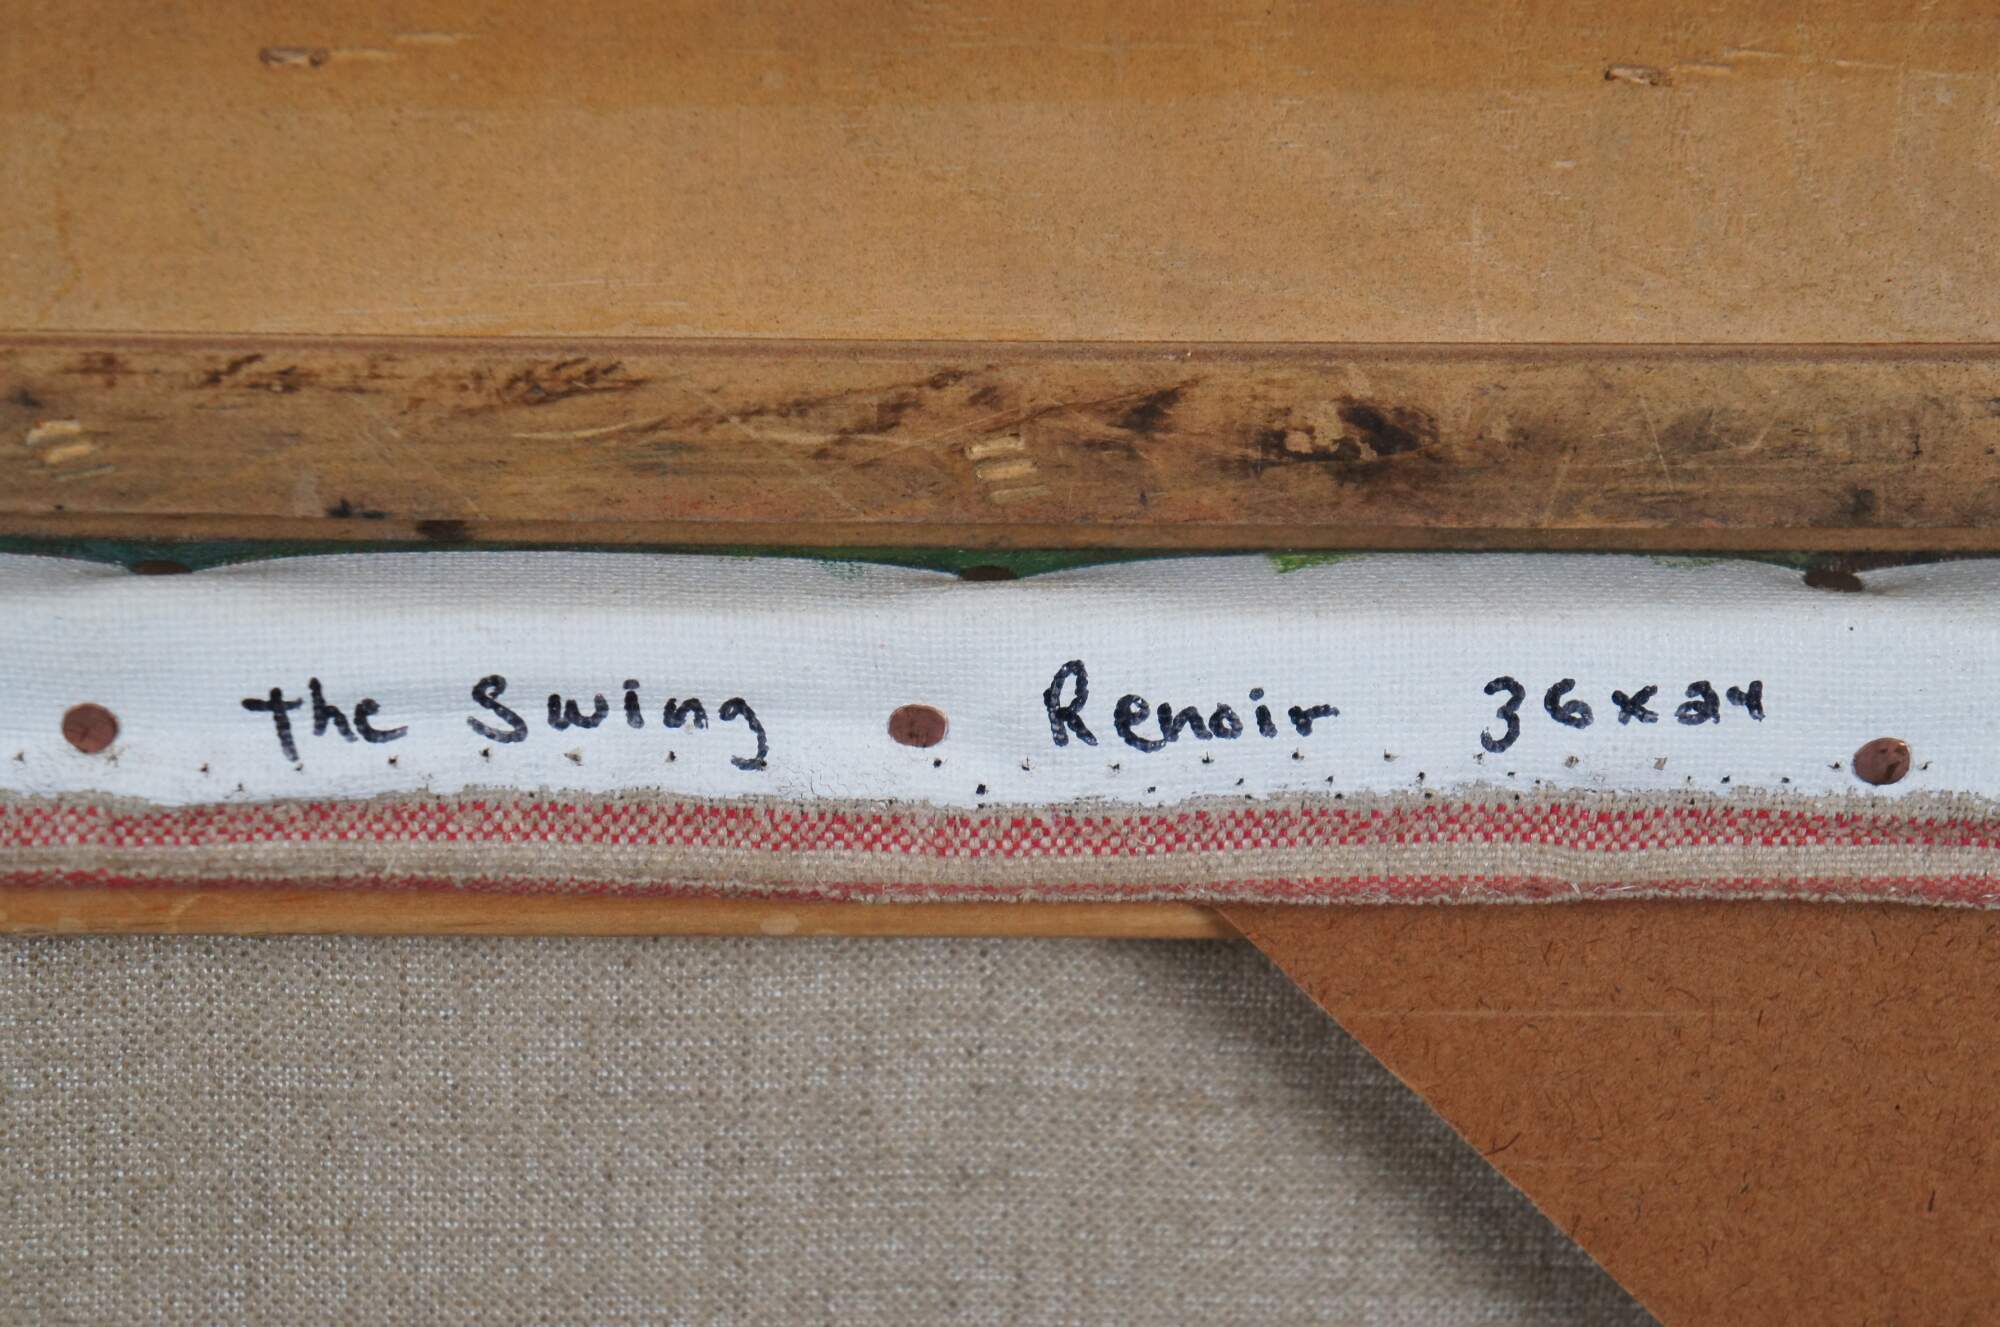 the Swing Renoir 36x24